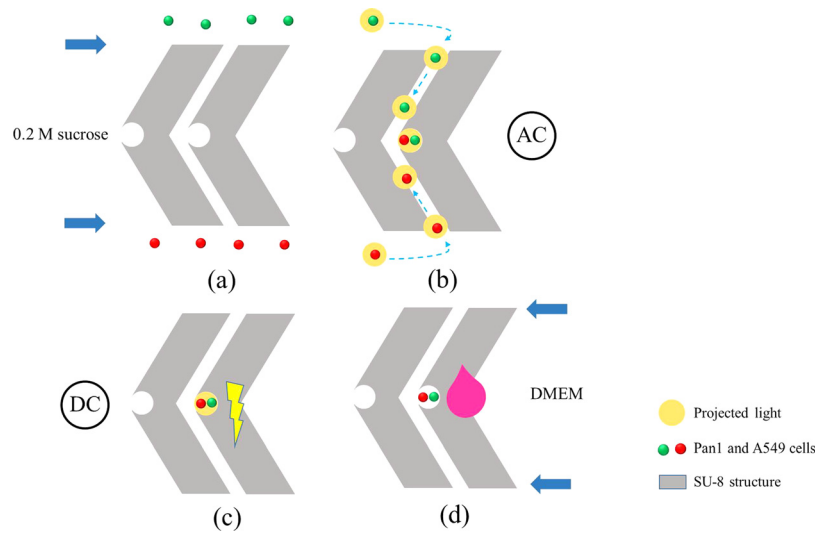 0.2 M sucrose
AC
(a)
(b)
DC
DMEM
Projected light
Pan1 and A549 cells
SU-8 structure
(c)
(d)